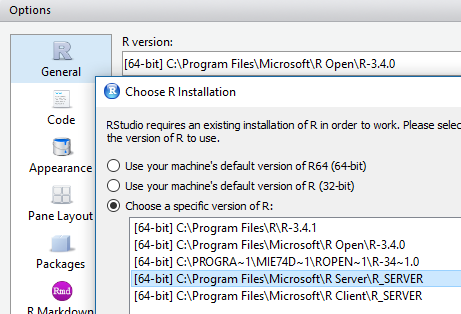 Options
R
General
R version:
[64-bit] C:\Program Files\Microsoft\R Open\R-3.4.0
R Choose R Installation
RStudio requires an existing installation of R in order to work. Please selec
the version of R to use.
Use your machine's default version of R64 (64-bit)
Use your machine's default version of R (32-bit)
Choose a specific version of R:
[64-bit] C:\Program Files\R\R-3.4.1
[64-bit] C:\Program Files\Microsoft\R Open\R-3.4.0
[64-bit] C:\PROGRA~1\MIE74D~1\ROPEN~1\R-34~1.0
[64-bit] C:\Program Files\Microsoft\R Server\R_SERVER
[64-bit] C:\Program Files\Microsoft\R Client\R_SERVER
Code
Appearance
Pane Layout
Packages
Rmd
R Markdown